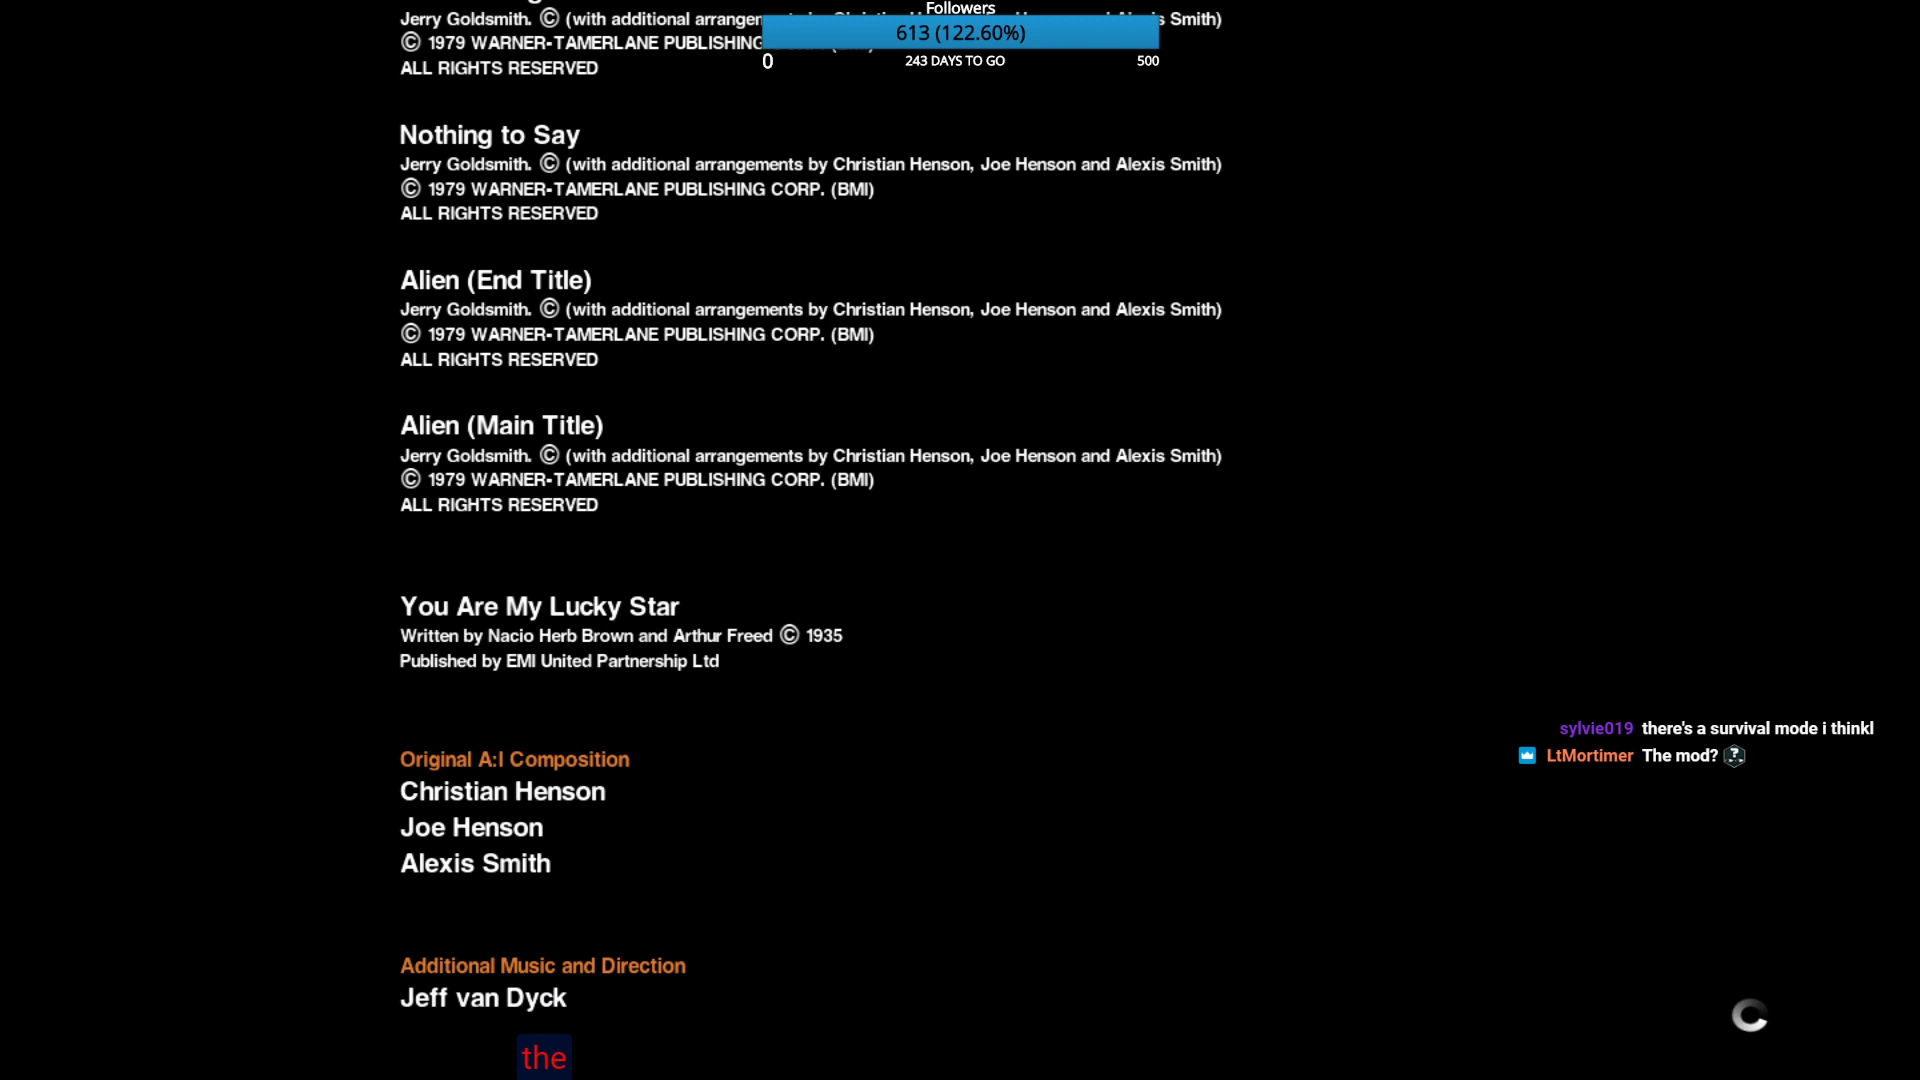 Followers
613 (122.60%)
0 243 DAYS TO GO 500
Jerry Goldsmith. © (with additional arrangements Smith)
© 1979 WARNER-TAMERLANE PUBLISHING
ALL RIGHTS RESERVED
Nothing to Say
Jerry Goldsmith. © (with additional arrangements by Christian Henson, Joe Henson and Alexis Smith)
© 1979 WARNER-TAMERLANE PUBLISHING CORP. (BMI)
ALL RIGHTS RESERVED
Alien (End Title)
Jerry Goldsmith. © (with additional arrangements by Christian Henson, Joe Henson and Alexis Smith)
© 1979 WARNER-TAMERLANE PUBLISHING CORP. (BMI)
ALL RIGHTS RESERVED
Alien (Main Title)
Jerry Goldsmith. © (with additional arrangements by Christian Henson, Joe Henson and Alexis Smith)
© 1979 WARNER-TAMERLANE PUBLISHING CORP. (BMI)
ALL RIGHTS RESERVED
You Are My Lucky Star
Written by Nacio Herb Brown and Arthur Freed © 1935
Published by EMI United Partnership Ltd
sylvie019 there's a survival mode i thinkl
LtMortimer The mod?
Original A:I Composition
Christian Henson
Joe Henson
Alexis Smith
Additional Music and Direction
Jeff van Dyck
the